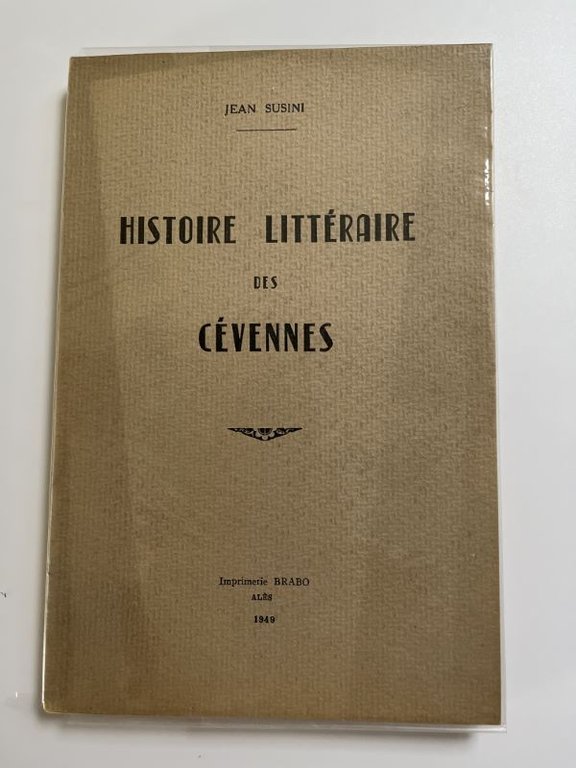 JEAN SUSINI
HISTOIRE LITTÉRAIRE
DES
CÉVENNES
Imprimerie BRABO
ALÈS
1949